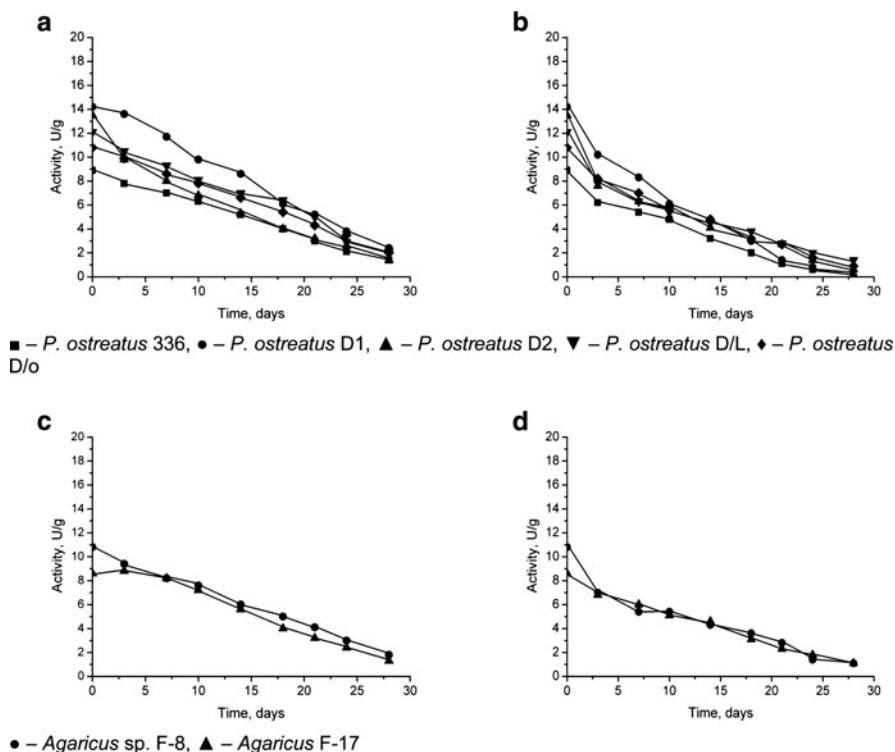 a
b
20
18
16
14
12
10
8
6
4
2
0
Activity, U/g
0 5 10 15 20 25 30
Time, days
20
18
16
14
12
10
8
6
4
2
0
Activity, U/g
0 5 10 15 20 25 30
Time, days
■ – P. ostreatus 336, ● – P. ostreatus D1, ▲ – P. ostreatus D2, ▼ – P. ostreatus D/L, ♦ – P. ostreatus
D/o
c
d
20
18
16
14
12
10
8
6
4
2
0
Activity, U/g
0 5 10 15 20 25 30
Time, days
20
18
16
14
12
10
8
6
4
2
0
Activity, U/g
0 5 10 15 20 25 30
Time, days
● – Agaricus sp. F-8, ▲ – Agaricus F-17